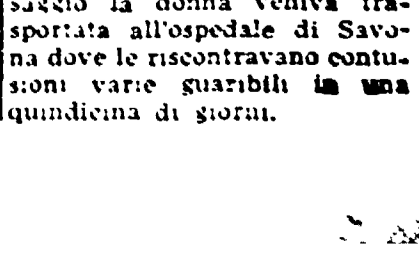 saggio la donna veniva tra-
sportata all'ospedale di Savo-
na dove le riscontravano contu-
sioni varie guaribili in una
quindicina di giorni.